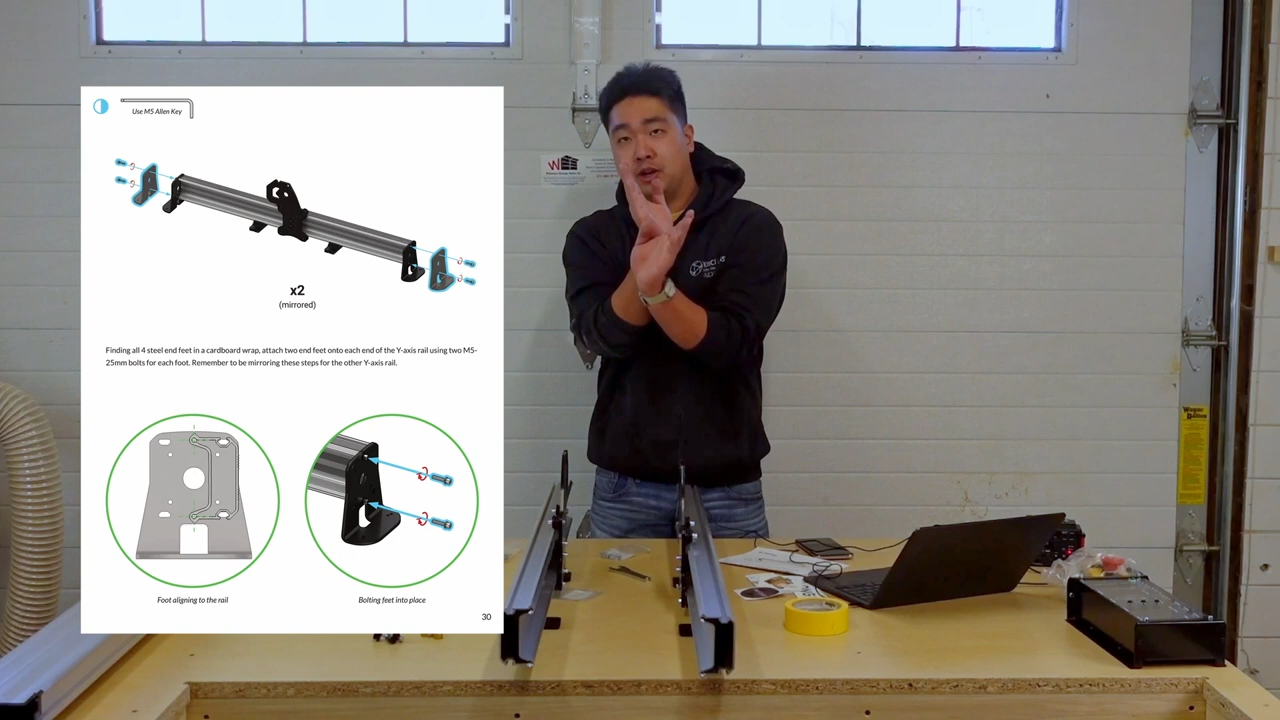 Use M5 Allen Key
x2
(mirrored)
Finding all 4 steel end feet in a cardboard wrap, attach two end feet onto each end of the Y-axis rail using two M5-
25mm bolts for each foot. Remember to be mirroring these steps for the other Y-axis rail.
Foot aligning to the rail
Bolting feet into place
30